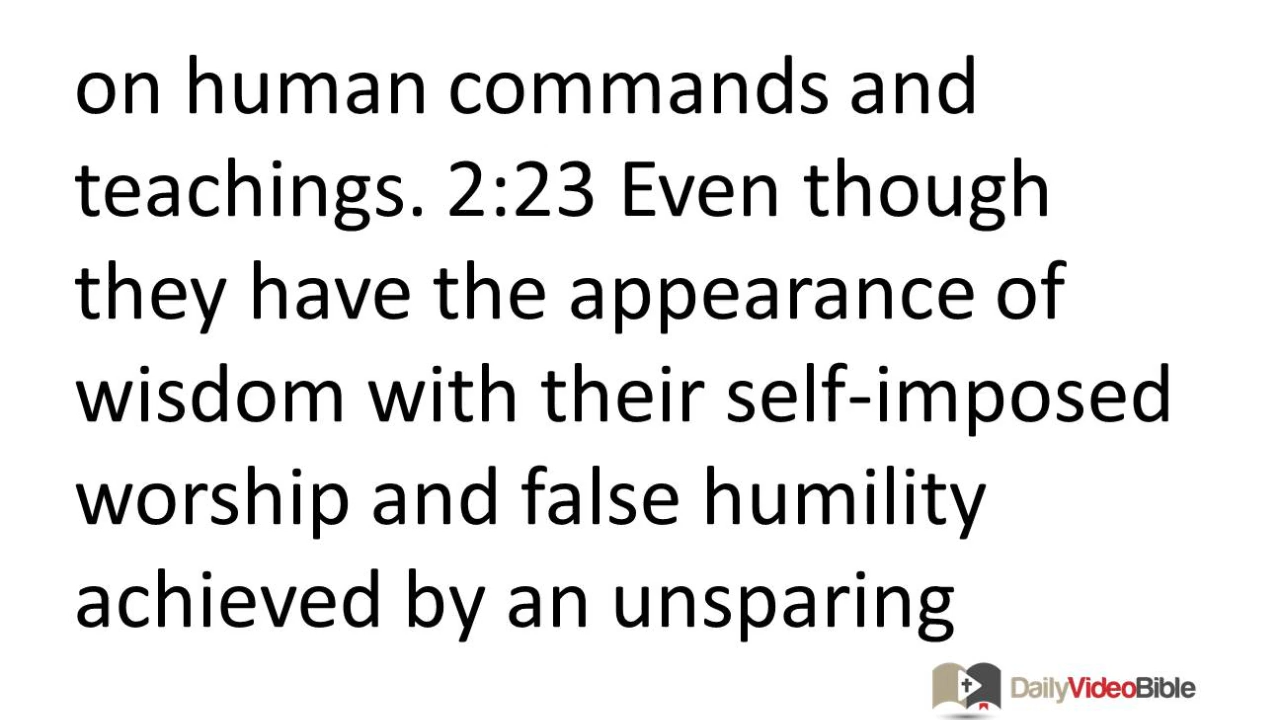 on human commands and
teachings. 2:23 Even though
they have the appearance of
wisdom with their self-imposed
worship and false humility
achieved by an unsparing
DailyVideoBible